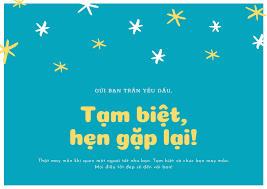 GỬI BẠN TRÂN YÊU DẤU,
Tạm biệt,
hẹn gặp lại!
Thật may mắn khi quen một người tốt như bạn. Tạm biệt và chúc bạn may mắn.
Mọi điều tốt đẹp sẽ đến với bạn!